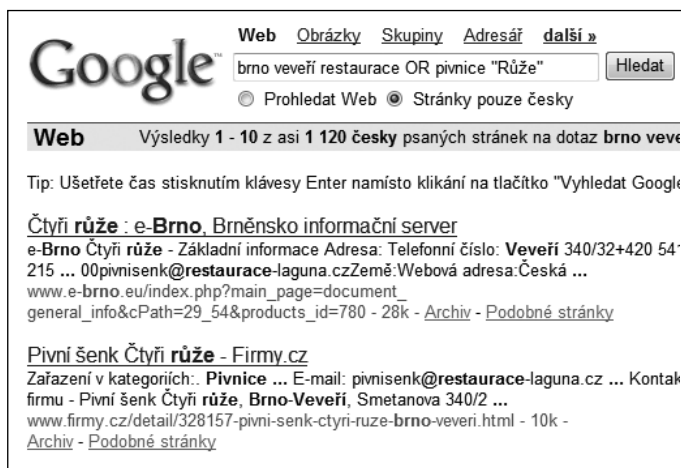 Google™
Web Obrázky Skupiny Adresář další »
brno veveří restaurace OR pivnice "Růže" Hledat
Prohledat Web Stránky pouze česky
Web Výsledky 1 - 10 z asi 1 120 česky psaných stránek na dotaz brno veve
Tip: Ušetřete čas stisknutím klávesy Enter namísto klikání na tlačítko "Vyhledat Google
Čtyři růže : e-Brno, Brněnsko informační server
e-Brno Čtyři růže - Základní informace Adresa: Telefonní číslo: Veveří 340/32+420 541
215 ... 00pivnisenk@restaurace-laguna.czZemě:Webová adresa:Česká ...
www.e-brno.eu/index.php?main_page=document_
general_info&cPath=29_54&products_id=780 - 28k - Archiv - Podobné stránky
Pivní šenk Čtyři růže - Firmy.cz
Zařazení v kategoriích:. Pivnice ... E-mail: pivnisenk@restaurace-laguna.cz ... Kontak
firmu - Pivní šenk Čtyři růže, Brno-Veveří, Smetanova 340/2 ...
www.firmy.cz/detail/328157-pivni-senk-ctyri-ruze-brno-veveri.html - 10k -
Archiv - Podobné stránky